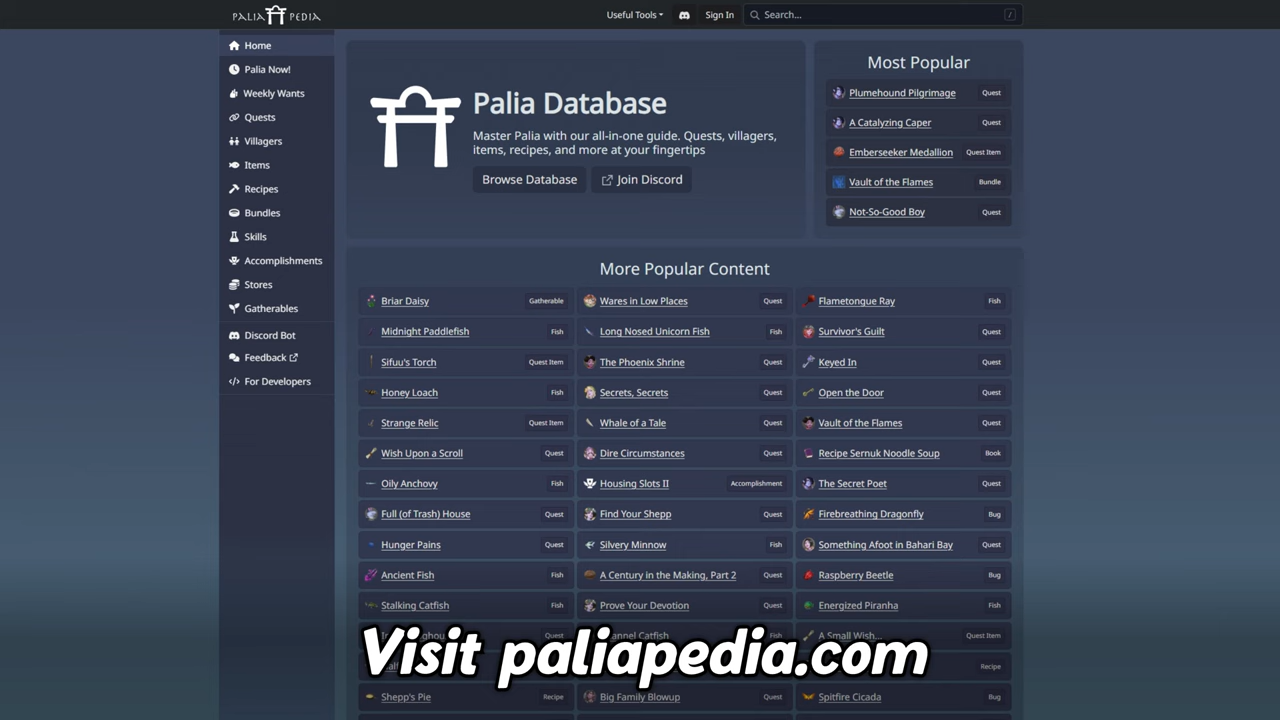 PALIA PEDIA
Useful Tools
Sign In
Search...
/
Home
Palia Now!
Weekly Wants
Quests
Villagers
Items
Recipes
Bundles
Skills
Accomplishments
Stores
Gatherables
Discord Bot
Feedback
For Developers
Palia Database
Master Palia with our all-in-one guide. Quests, villagers,
items, recipes, and more at your fingertips
Browse Database
Join Discord
Most Popular
Plumehound Pilgrimage Quest
A Catalyzing Caper Quest
Emberseeker Medallion Quest Item
Vault of the Flames Bundle
Not-So-Good Boy Quest
More Popular Content
Briar Daisy Gatherable Wares in Low Places Quest Flametongue Ray Fish
Midnight Paddlefish Fish Long Nosed Unicorn Fish Fish Survivor's Guilt Quest
Sifuu's Torch Quest Item The Phoenix Shrine Quest Keyed In Quest
Honey Loach Fish Secrets, Secrets Quest Open the Door Quest
Strange Relic Quest Item Whale of a Tale Quest Vault of the Flames Quest
Wish Upon a Scroll Quest Dire Circumstances Quest Recipe Sernuk Noodle Soup Book
Oily Anchovy Fish Housing Slots II Accomplishment The Secret Poet Quest
Full (of Trash) House Quest Find Your Shepp Quest Firebreathing Dragonfly Bug
Hunger Pains Quest Silvery Minnow Fish Something Afoot in Bahari Bay Quest
Ancient Fish Fish A Century in the Making, Part 2 Quest Raspberry Beetle Bug
Stalking Catfish Fish Prove Your Devotion Quest Energized Piranha Fish
Quest Catfish Fish A Small Wish... Quest Item
Visit paliapedia.com
Recipe
Shepp's Pie Recipe Big Family Blowup Quest Spitfire Cicada Bug